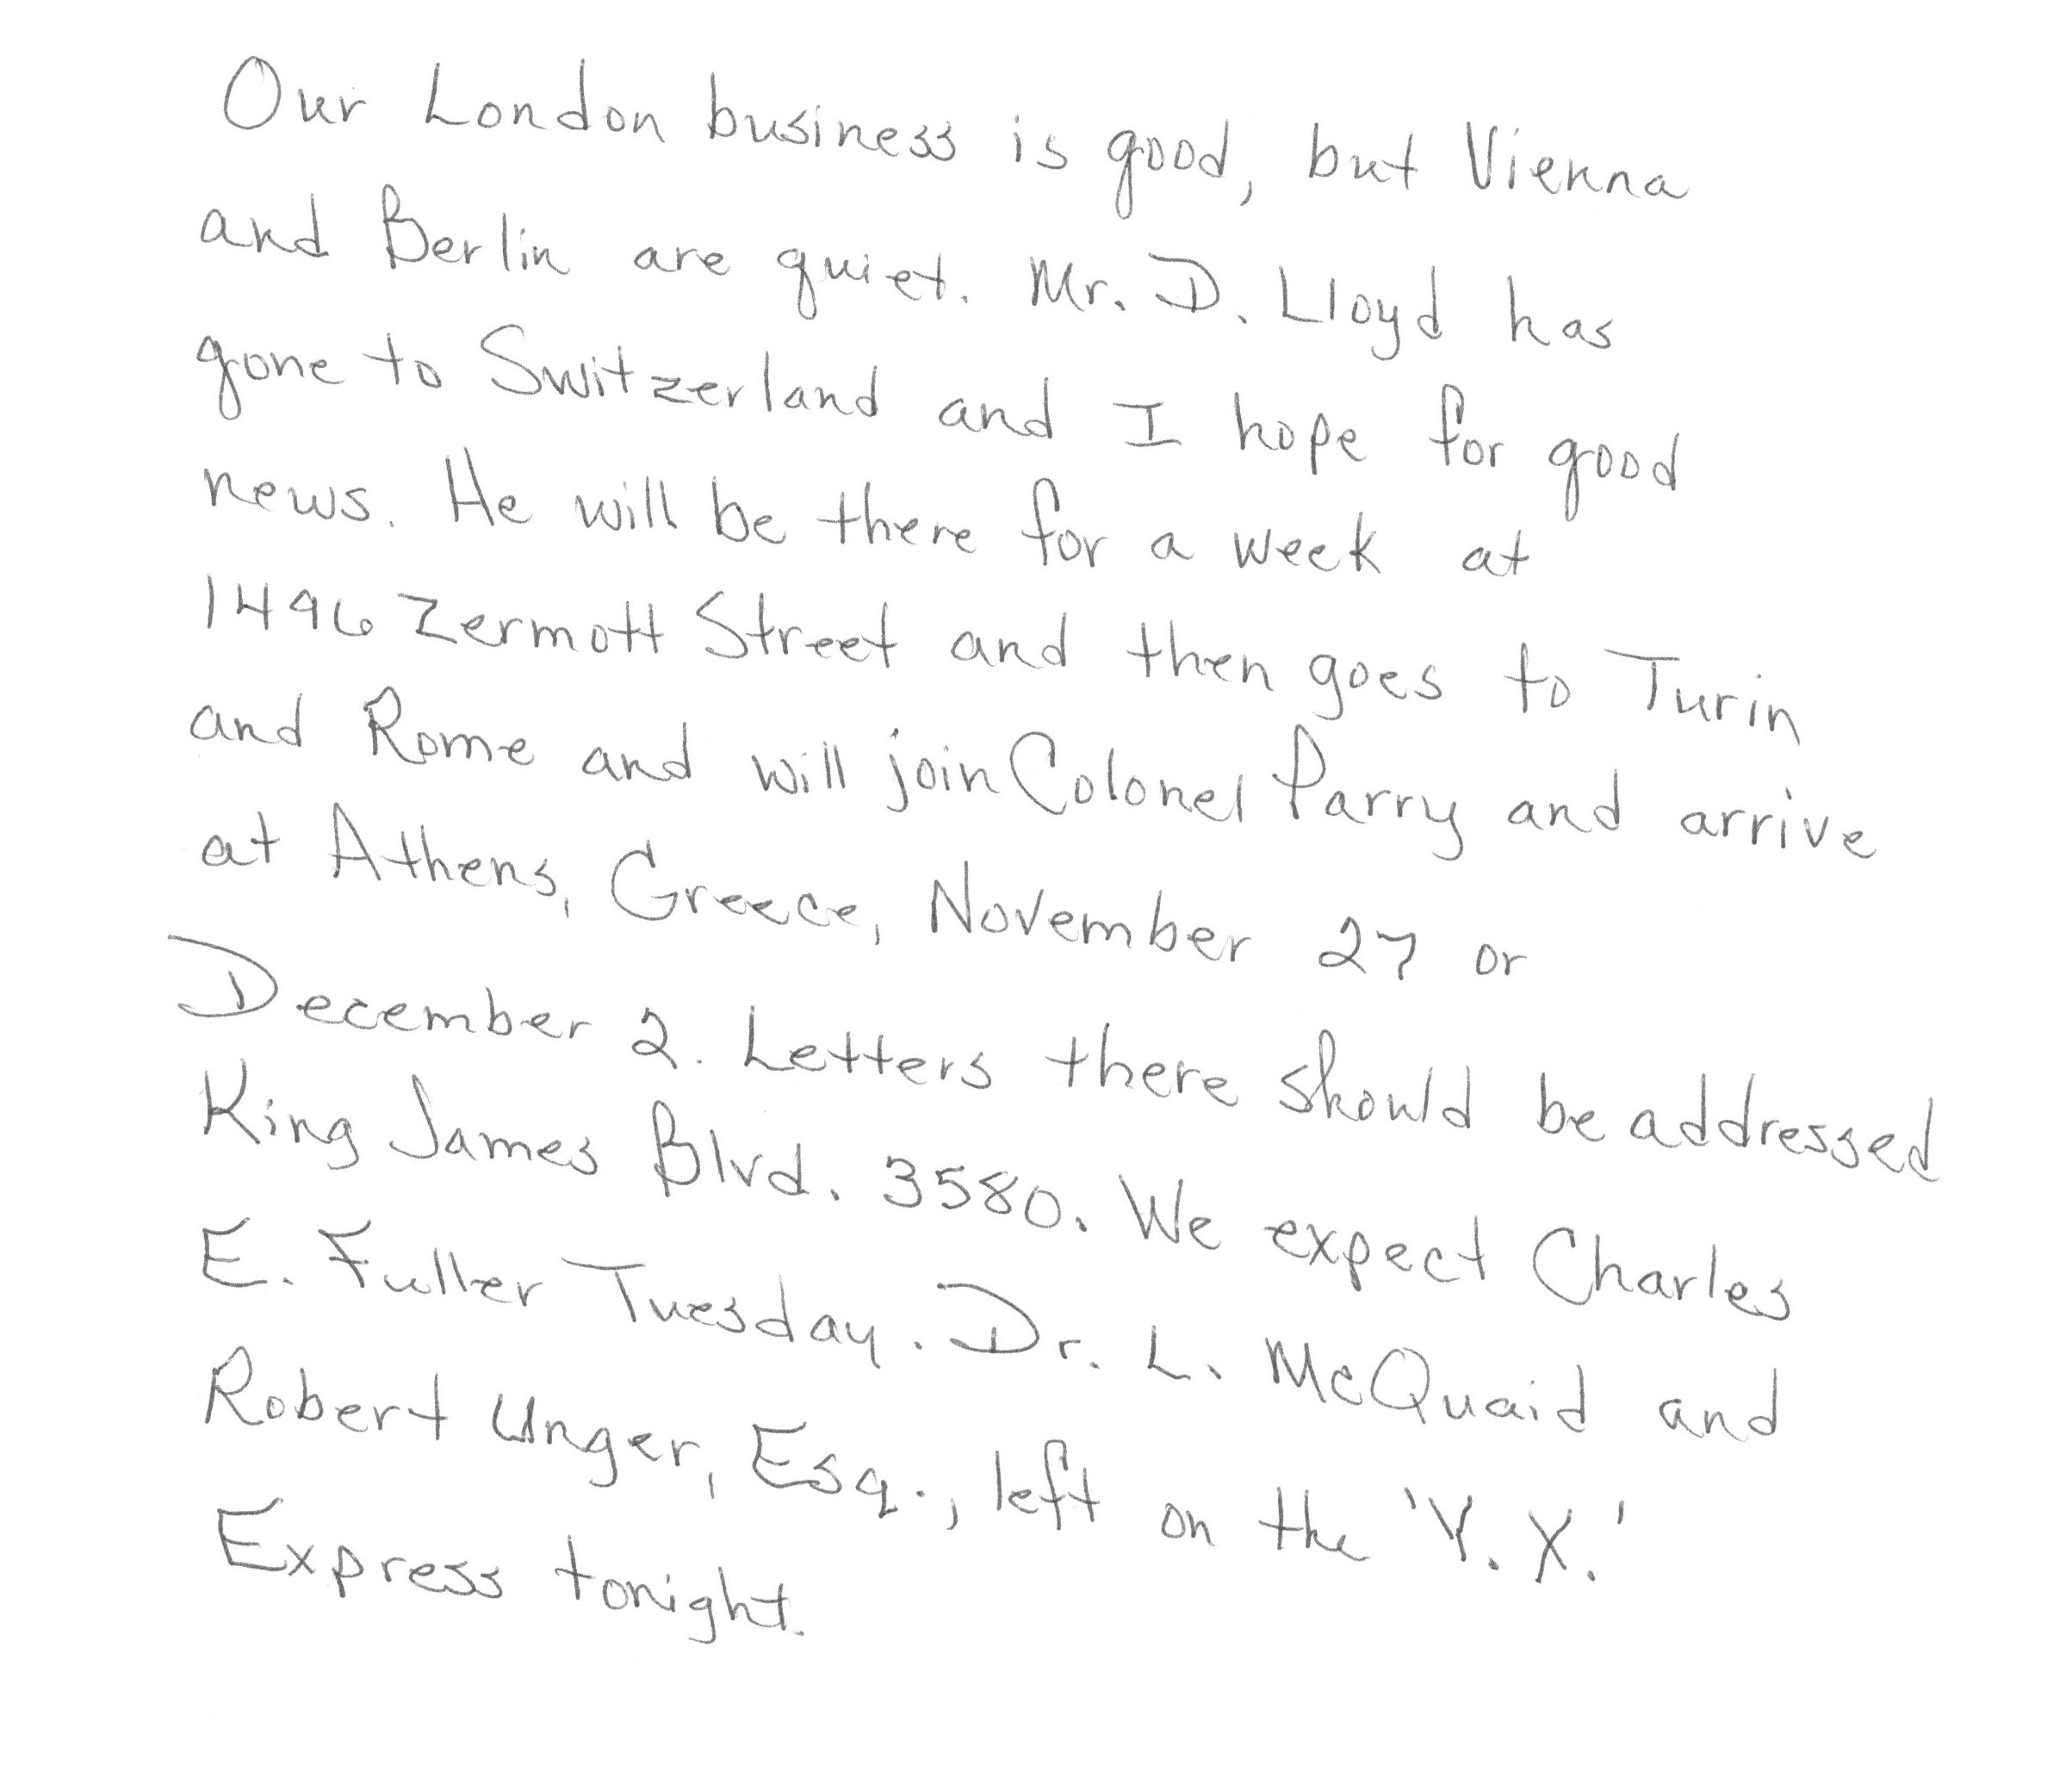 Our London business is good, but Vienna
and Berlin are quiet. Mr. D. Lloyd has
gone to Switzerland and I hope for good
news. He will be there for a week at
1496 Zermott Street and then goes to Turin
and Rome and will join Colonel Parry and arrive
at Athens, Greece, November 27 or
December 2. Letters there should be addressed
King James Blvd. 3580. We expect Charles
E. Fuller Tuesday. Dr. L. McQuaid and
Robert Unger, Esq., left on the 'Y. X.'
Express tonight.